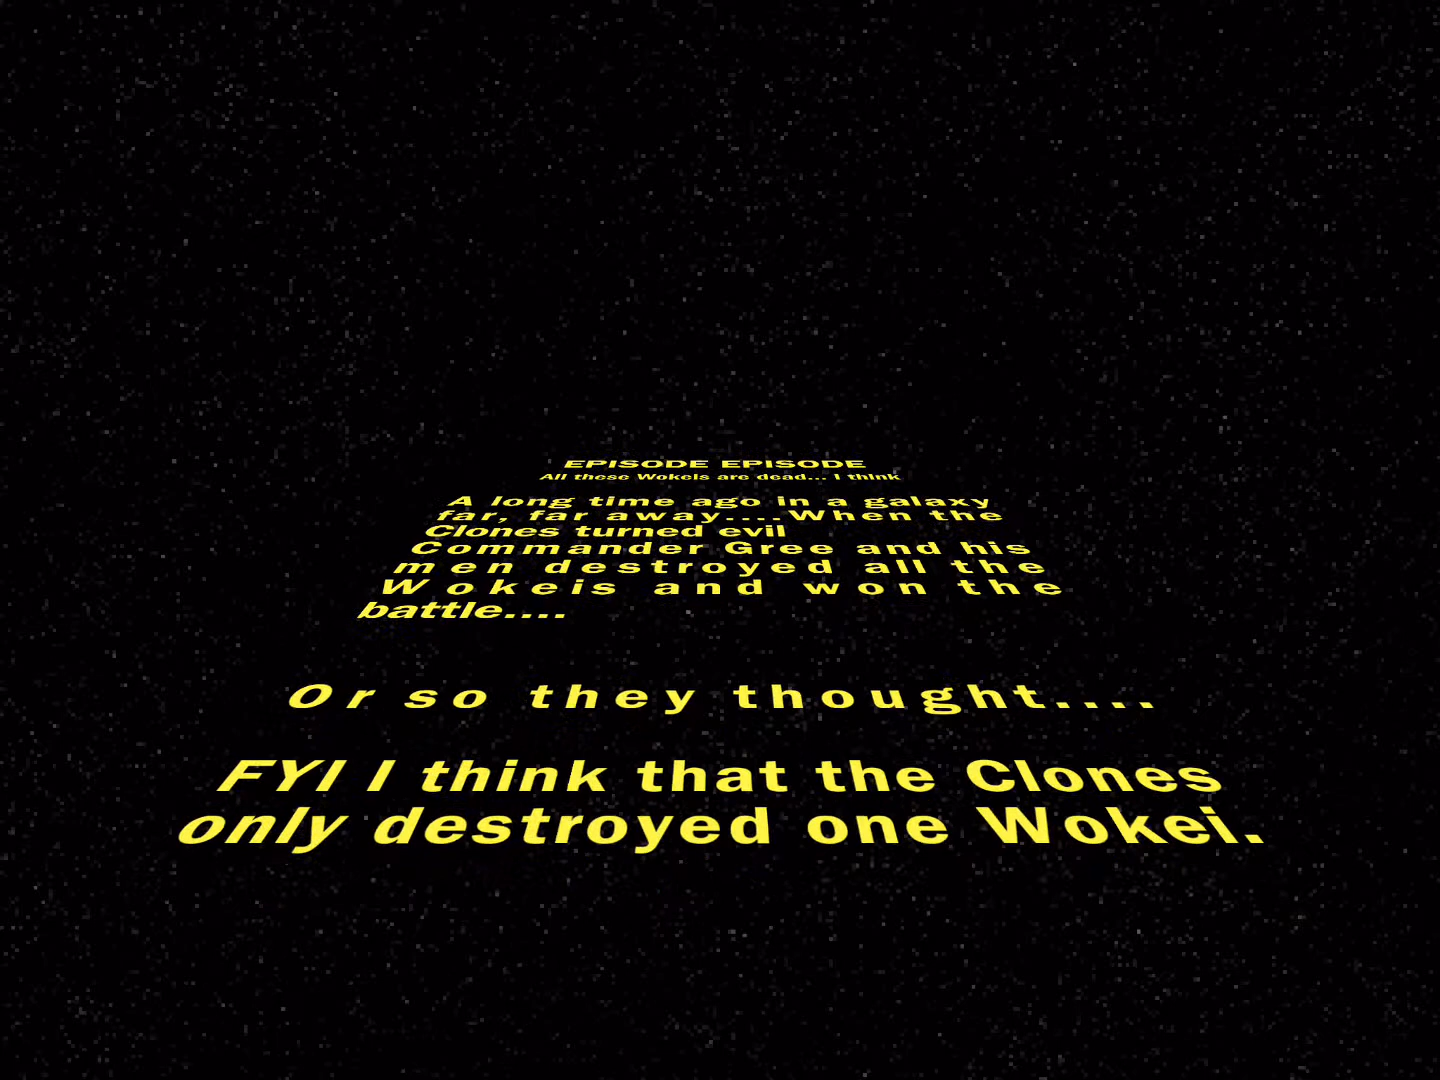 EPISODE EPISODE
All these Wokeis are dead... I think
A long time ago in a galaxy
far, far away....When the
Clones turned evil
Commander Gree and his
men destroyed all the
Wokeis and won the
battle....
Or so they thought....
FYI I think that the Clones
only destroyed one Wokei.